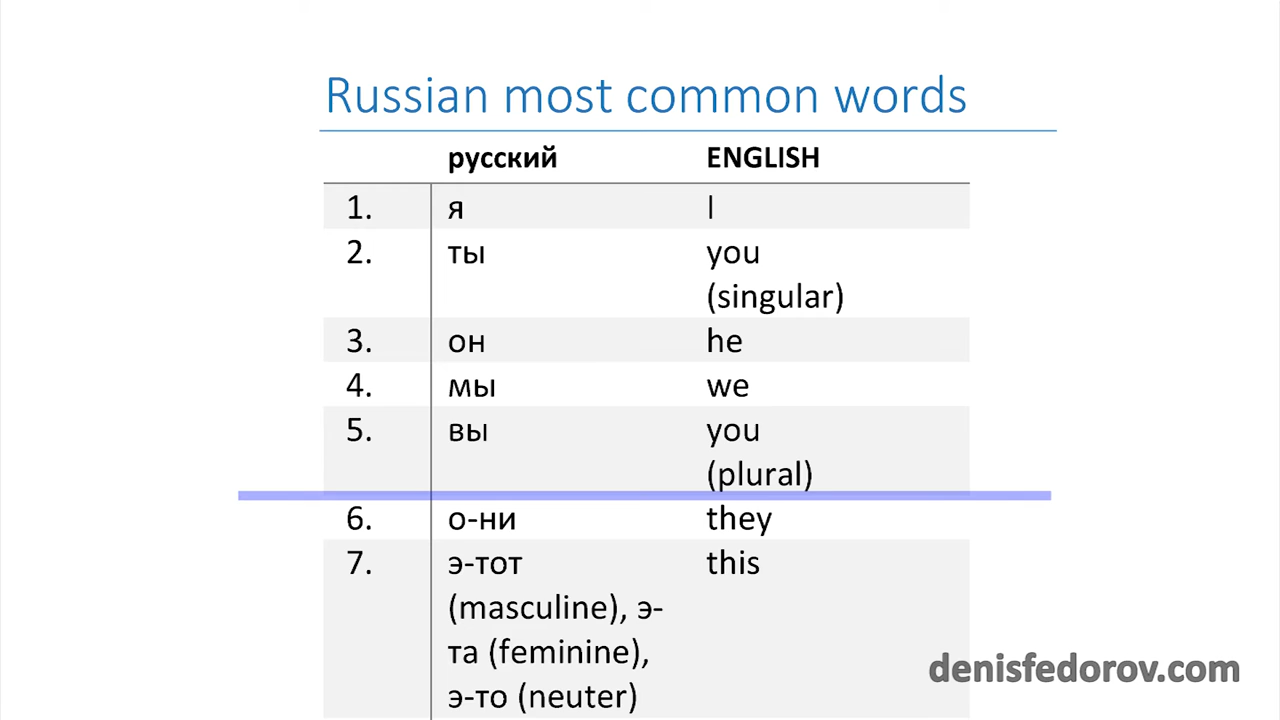 Russian most common words
русский ENGLISH
1. я I
2. ты you
(singular)
3. он he
4. мы we
5. вы you
(plural)
6. о-ни they
7. э-тот this
(masculine), э-
та (feminine),
э-то (neuter)
denisfedorov.com